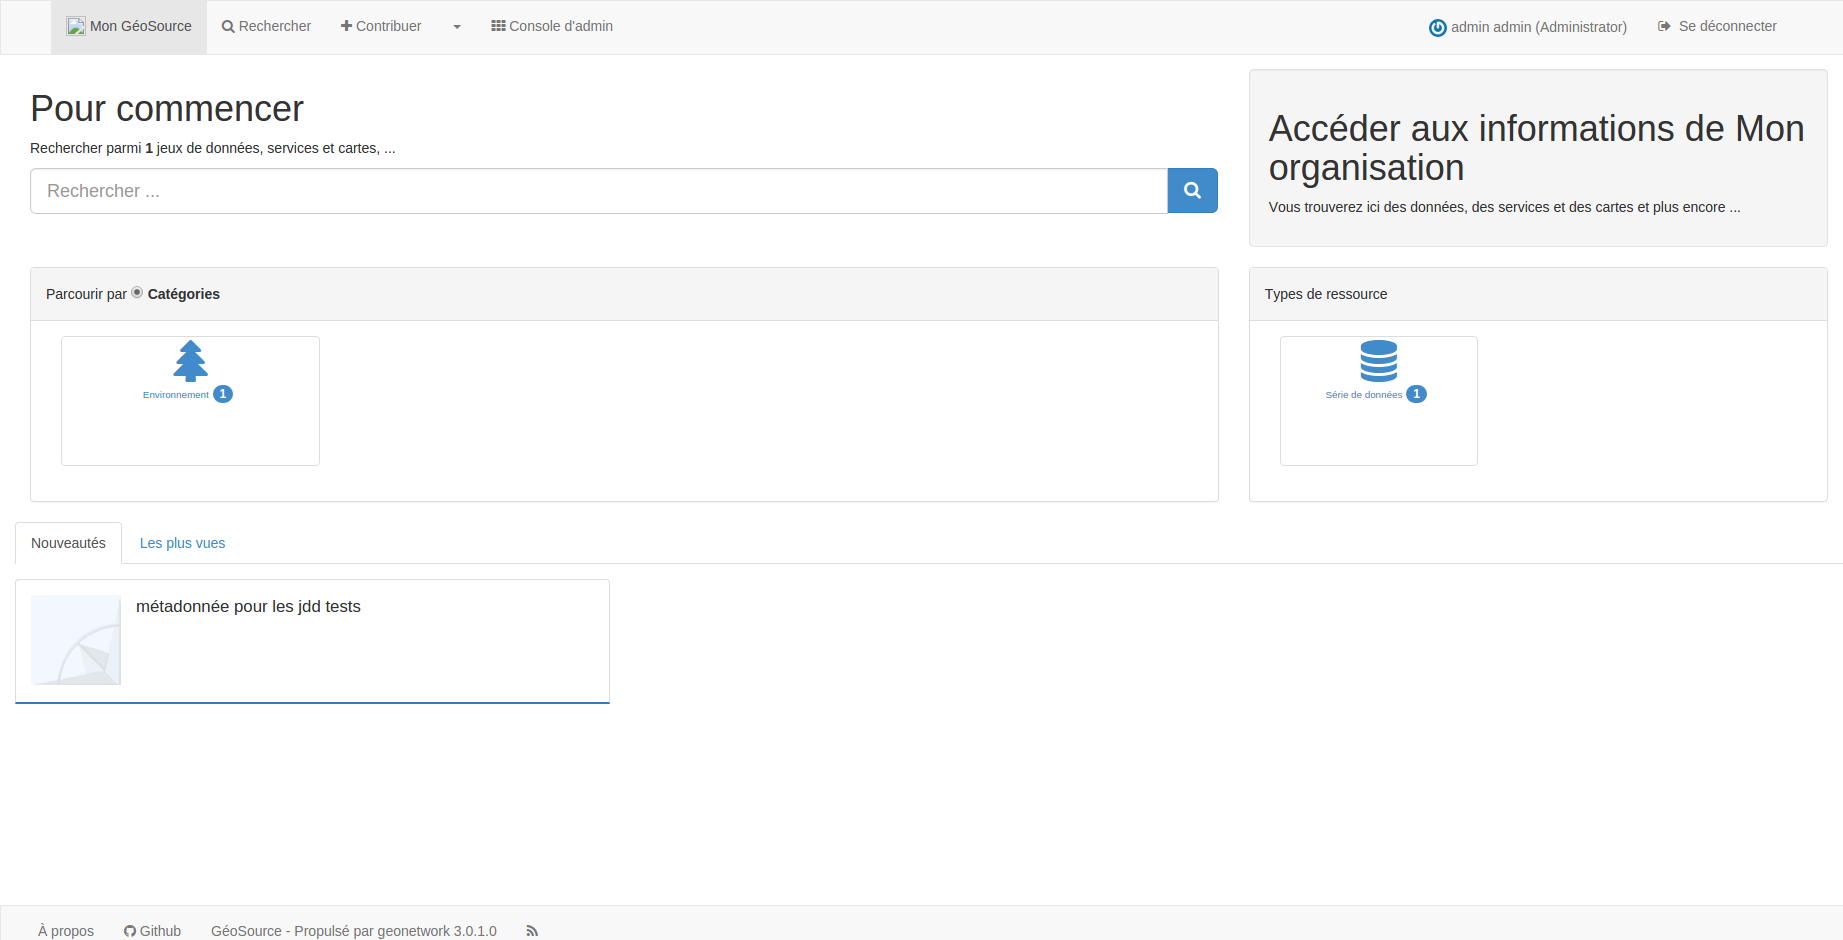 Mon GéoSource Rechercher Contribuer Console d'admin admin admin (Administrator) Se déconnecter
Pour commencer
Rechercher parmi 1 jeux de données, services et cartes, ...
Rechercher ...
Accéder aux informations de Mon
organisation
Vous trouverez ici des données, des services et des cartes et plus encore ...
Parcourir par Catégories
Environnement 1
Types de ressource
Série de données 1
Nouveautés Les plus vues
métadonnée pour les jdd tests
À propos Github GéoSource - Propulsé par geonetwork 3.0.1.0